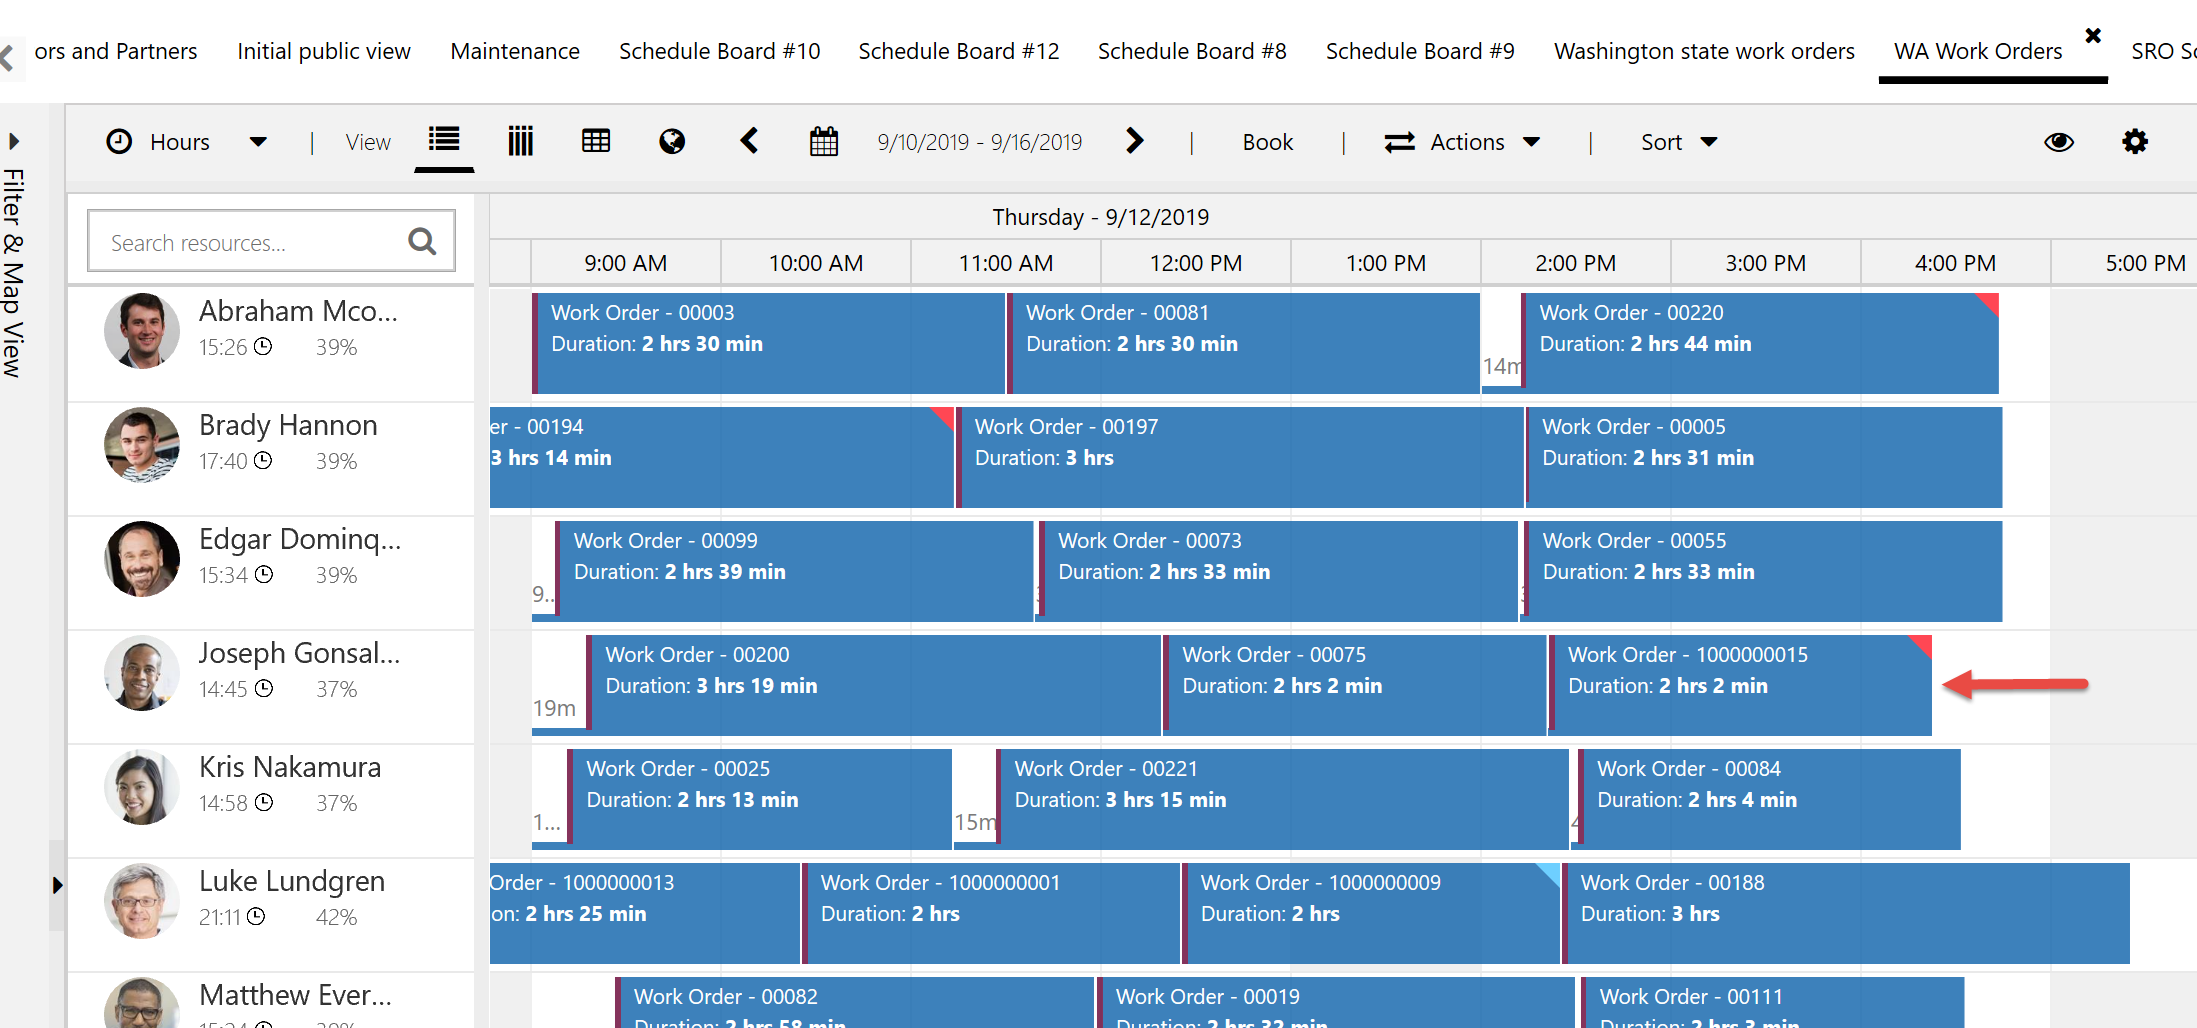 ors and Partners Initial public view Maintenance Schedule Board #10 Schedule Board #12 Schedule Board #8 Schedule Board #9 Washington state work orders WA Work Orders SRO
Hours | View 9/10/2019 - 9/16/2019 | Book | Actions | Sort
Filter & Map View
Search resources...
Thursday - 9/12/2019
9:00 AM 10:00 AM 11:00 AM 12:00 PM 1:00 PM 2:00 PM 3:00 PM 4:00 PM 5:00 PM
Abraham Mco...
15:26 39%
Work Order - 00003
Duration: 2 hrs 30 min
Work Order - 00081
Duration: 2 hrs 30 min
14m
Work Order - 00220
Duration: 2 hrs 44 min
Brady Hannon
17:40 39%
er - 00194
3 hrs 14 min
Work Order - 00197
Duration: 3 hrs
Work Order - 00005
Duration: 2 hrs 31 min
Edgar Dominq...
15:34 39%
9..
Work Order - 00099
Duration: 2 hrs 39 min
Work Order - 00073
Duration: 2 hrs 33 min
Work Order - 00055
Duration: 2 hrs 33 min
Joseph Gonsal...
14:45 37%
19m
Work Order - 00200
Duration: 3 hrs 19 min
Work Order - 00075
Duration: 2 hrs 2 min
Work Order - 1000000015
Duration: 2 hrs 2 min
Kris Nakamura
14:58 37%
1...
Work Order - 00025
Duration: 2 hrs 13 min
15m
Work Order - 00221
Duration: 3 hrs 15 min
Work Order - 00084
Duration: 2 hrs 4 min
Luke Lundgren
21:11 42%
Order - 1000000013
on: 2 hrs 25 min
Work Order - 1000000001
Duration: 2 hrs
Work Order - 1000000009
Duration: 2 hrs
Work Order - 00188
Duration: 3 hrs
Matthew Ever...
Work Order - 00082
Duration: 2 hrs 58 min
Work Order - 00019
Duration: 2 hrs 32 min
Work Order - 00111
Duration: 2 hrs 3 min